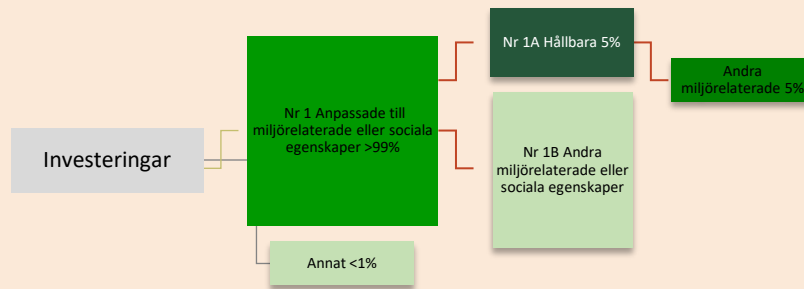 Investeringar
Nr 1 Anpassade till
miljörelaterade eller sociala
egenskaper >99%
Annat <1%
Nr 1A Hållbara 5%
Nr 1B Andra
miljörelaterade eller
sociala egenskaper
Andra
miljörelaterade 5%